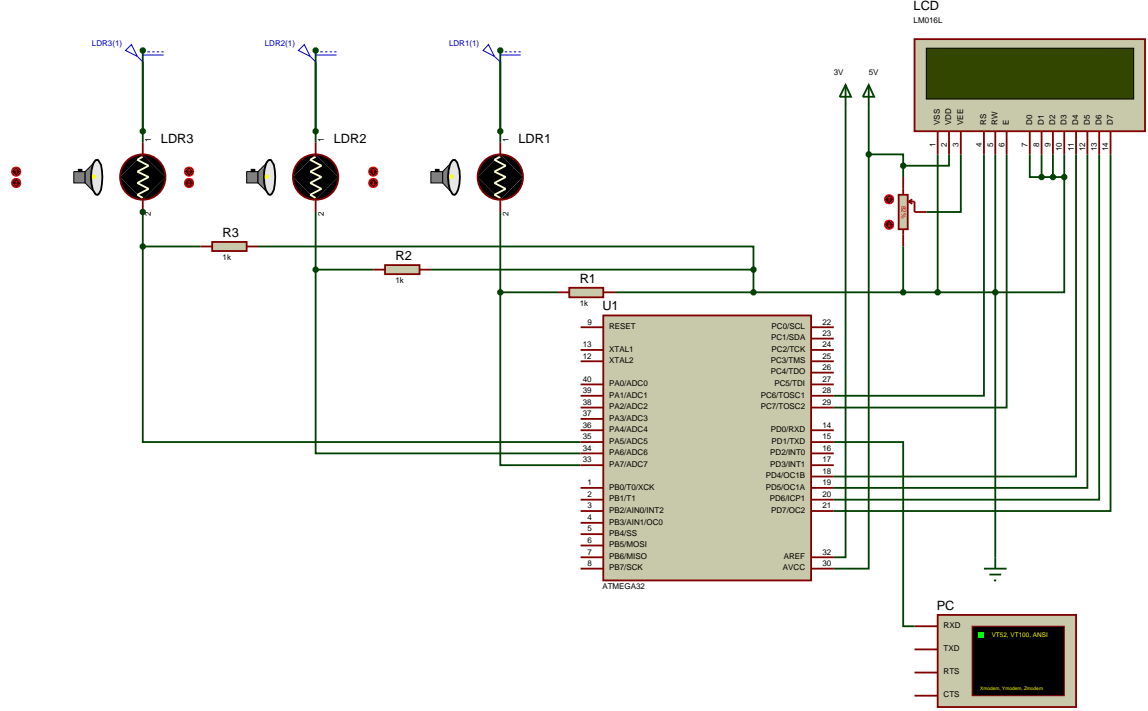 LCD
LM016L
LDR3(1)
LDR2(1)
LDR1(1)
3V
5V
VSS
VDD
VEE
RS
RW
E
D0
D1
D2
D3
D4
D5
D6
D7
1
2
3
4
5
6
7
8
9
10
11
12
13
14
1
LDR3
1
LDR2
1
LDR1
2
2
2
R3
1k
R2
1k
R1
1k
U1
9 RESET PC0/SCL 22
PC1/SDA 23
13 XTAL1 PC2/TCK 24
12 XTAL2 PC3/TMS 25
PC4/TDO 26
40 PA0/ADC0 PC5/TDI 27
39 PA1/ADC1 PC6/TOSC1 28
38 PA2/ADC2 PC7/TOSC2 29
37 PA3/ADC3
36 PA4/ADC4 PD0/RXD 14
35 PA5/ADC5 PD1/TXD 15
34 PA6/ADC6 PD2/INT0 16
33 PA7/ADC7 PD3/INT1 17
PD4/OC1B 18
1 PB0/T0/XCK PD5/OC1A 19
2 PB1/T1 PD6/ICP1 20
3 PB2/AIN0/INT2 PD7/OC2 21
4 PB3/AIN1/OC0
5 PB4/SS
6 PB5/MOSI
7 PB6/MISO AREF 32
8 PB7/SCK AVCC 30
ATMEGA32
PC
RXD
TXD
RTS
CTS
VT52, VT100, ANSI
Xmodem, Ymodem, Zmodem